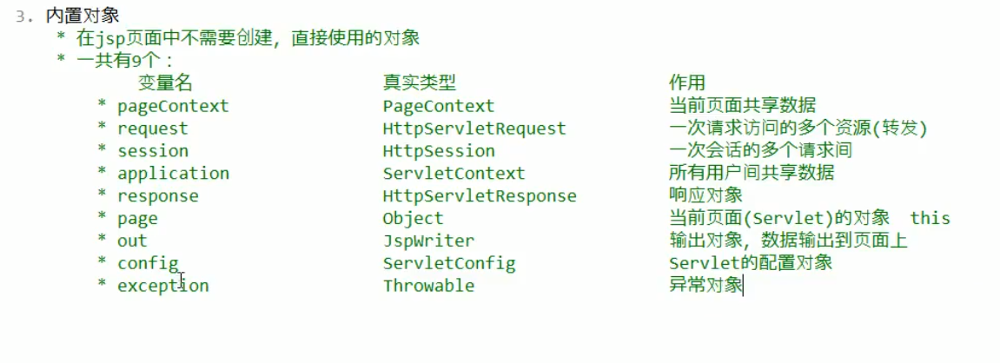 3. 内置对象
* 在jsp页面中不需要创建，直接使用的对象
* 一共有9个：
变量名 真实类型 作用
* pageContext PageContext 当前页面共享数据
* request HttpServletRequest 一次请求访问的多个资源(转发)
* session HttpSession 一次会话的多个请求间
* application ServletContext 所有用户间共享数据
* response HttpServletResponse 响应对象
* page Object 当前页面(Servlet)的对象 this
* out JspWriter 输出对象，数据输出到页面上
* config ServletConfig Servlet的配置对象
* exception Throwable 异常对象